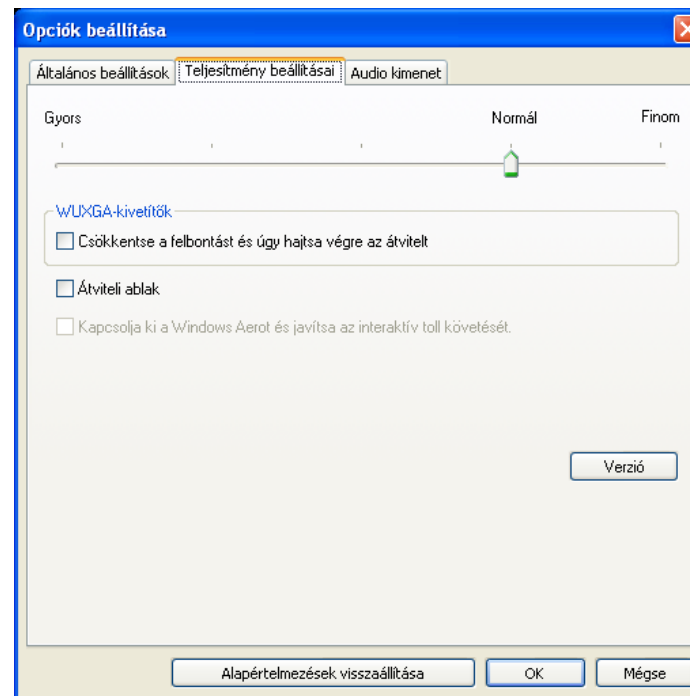 Opciók beállítása
Általános beállítások Teljesítmény beállításai Audio kimenet
Gyors Normál Finom
WUXGA-kivetítők
Csökkentse a felbontást és úgy hajtsa végre az átvitelt
Átviteli ablak
Kapcsolja ki a Windows Aerot és javítsa az interaktív toll követését.
Verzió
Alapértelmezések visszaállítása OK Mégse